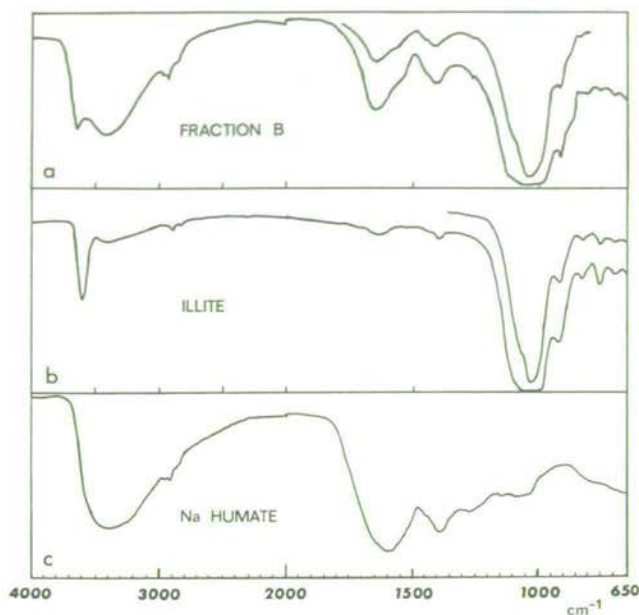 FRACTION B
a
ILLITE
b
Na HUMATE
c
4000 3000 2000 1500 1000 650
cm⁻¹